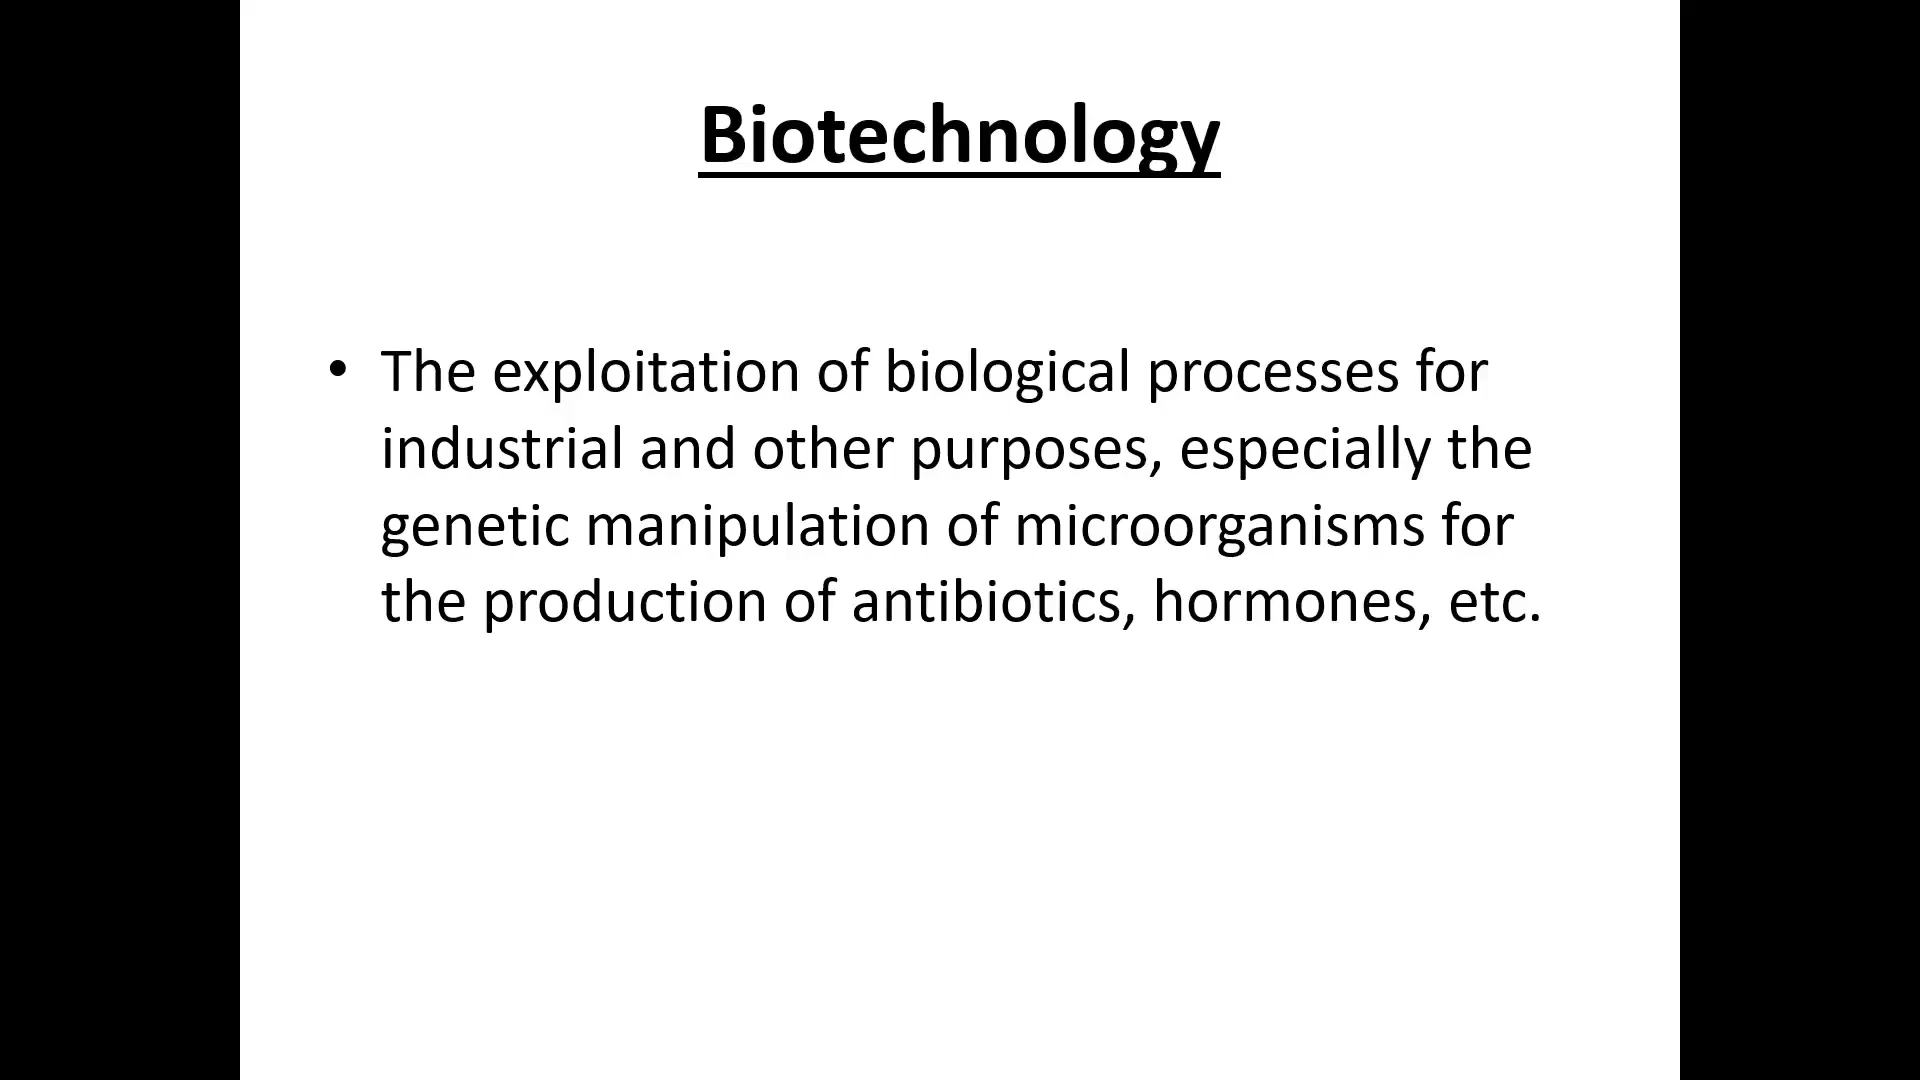 Biotechnology
• The exploitation of biological processes for
industrial and other purposes, especially the
genetic manipulation of microorganisms for
the production of antibiotics, hormones, etc.